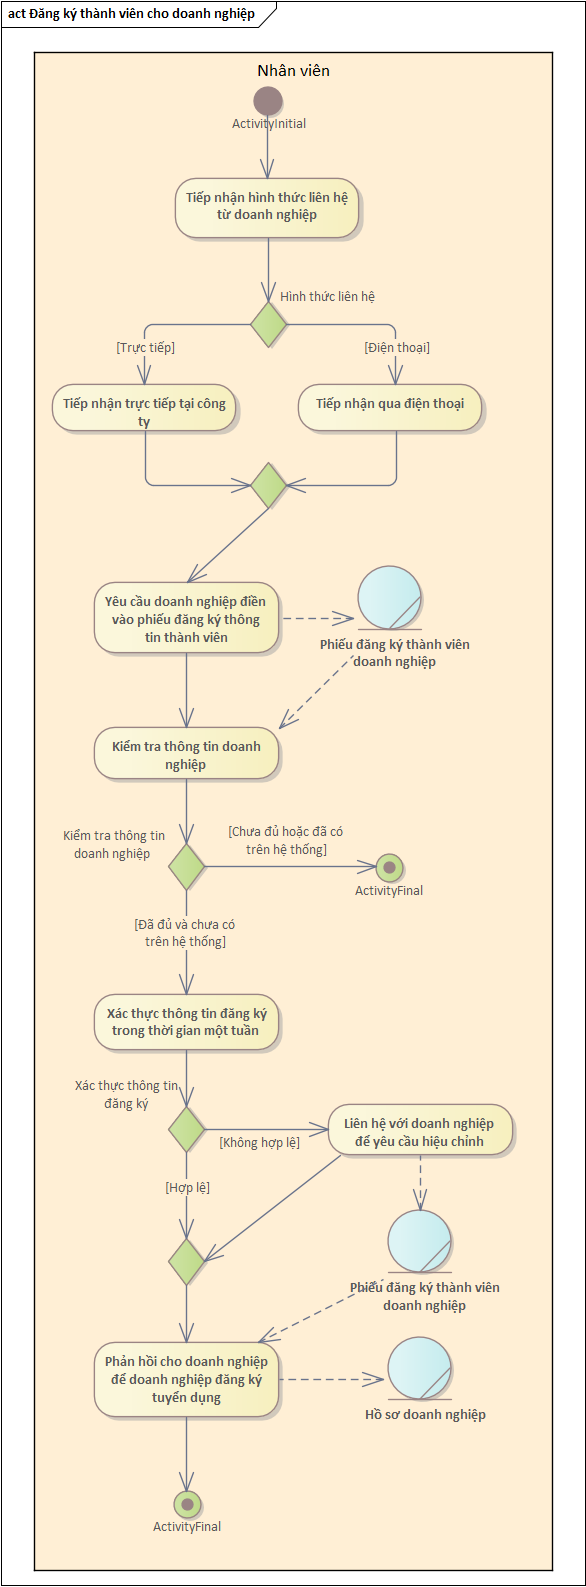 act Đăng ký thành viên cho doanh nghiệp
Nhân viên
ActivityInitial
Tiếp nhận hình thức liên hệ
từ doanh nghiệp
Hình thức liên hệ
[Trực tiếp]
[Điện thoại]
Tiếp nhận trực tiếp tại công
ty
Tiếp nhận qua điện thoại
Yêu cầu doanh nghiệp điền
vào phiếu đăng ký thông
tin thành viên
Phiếu đăng ký thành viên
doanh nghiệp
Kiểm tra thông tin doanh
nghiệp
Kiểm tra thông tin
doanh nghiệp
[Chưa đủ hoặc đã có
trên hệ thống]
ActivityFinal
[Đã đủ và chưa có
trên hệ thống]
Xác thực thông tin đăng ký
trong thời gian một tuần
Xác thực thông tin
đăng ký
[Không hợp lệ]
Liên hệ với doanh nghiệp
để yêu cầu hiệu chỉnh
[Hợp lệ]
Phiếu đăng ký thành viên
doanh nghiệp
Phản hồi cho doanh nghiệp
để doanh nghiệp đăng ký
tuyển dụng
Hồ sơ doanh nghiệp
ActivityFinal